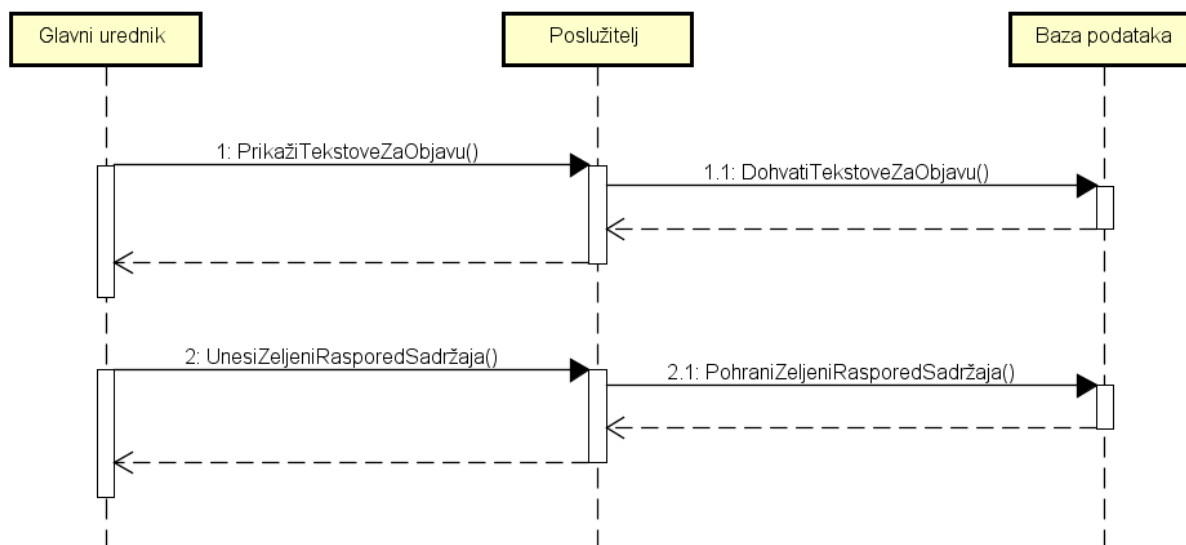 Glavni urednik
Poslužitelj
Baza podataka
1: PrikažiTekstoveZaObjavu()
1.1: DohvatiTekstoveZaObjavu()
2: UnesiZeljeniRasporedSadržaja()
2.1: PohraniZeljeniRasporedSadržaja()